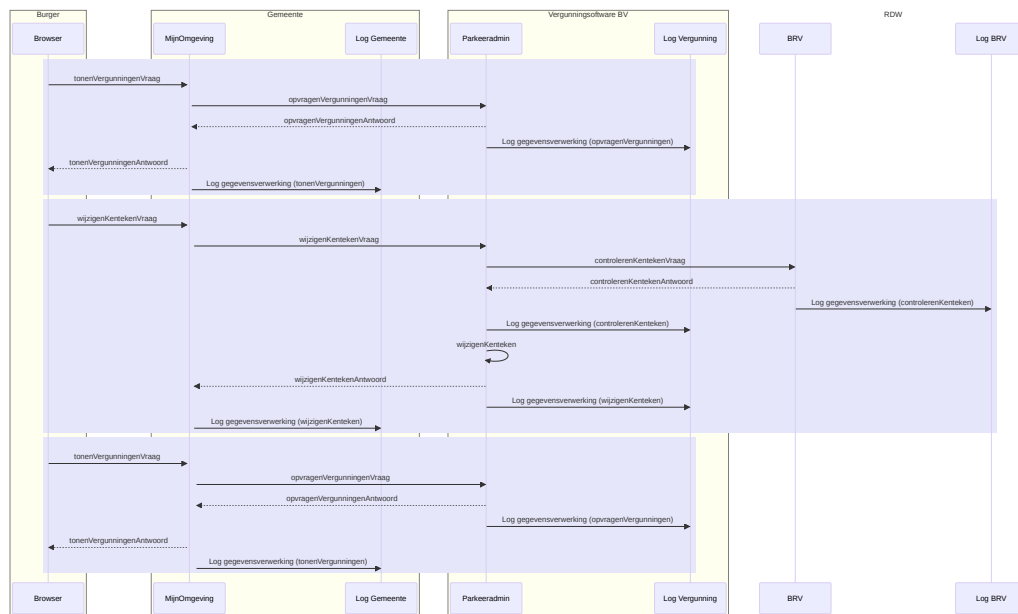 Burger
Gemeente
Vergunningsoftware BV
RDW
Browser
MijnOmgeving
Log Gemeente
Parkeeradmin
Log Vergunning
BRV
Log BRV
tonenVergunningenVraag
opvragenVergunningenVraag
opvragenVergunningenAntwoord
Log gegevensverwerking (opvragenVergunningen)
tonenVergunningenAntwoord
Log gegevensverwerking (tonenVergunningen)
wijzigenKentekenVraag
wijzigenKentekenVraag
controlerenKentekenVraag
controlerenKentekenAntwoord
Log gegevensverwerking (controlerenKenteken)
Log gegevensverwerking (controlerenKenteken)
wijzigenKenteken
wijzigenKentekenAntwoord
Log gegevensverwerking (wijzigenKenteken)
Log gegevensverwerking (wijzigenKenteken)
tonenVergunningenVraag
opvragenVergunningenVraag
opvragenVergunningenAntwoord
Log gegevensverwerking (opvragenVergunningen)
tonenVergunningenAntwoord
Log gegevensverwerking (tonenVergunningen)
Browser
MijnOmgeving
Log Gemeente
Parkeeradmin
Log Vergunning
BRV
Log BRV